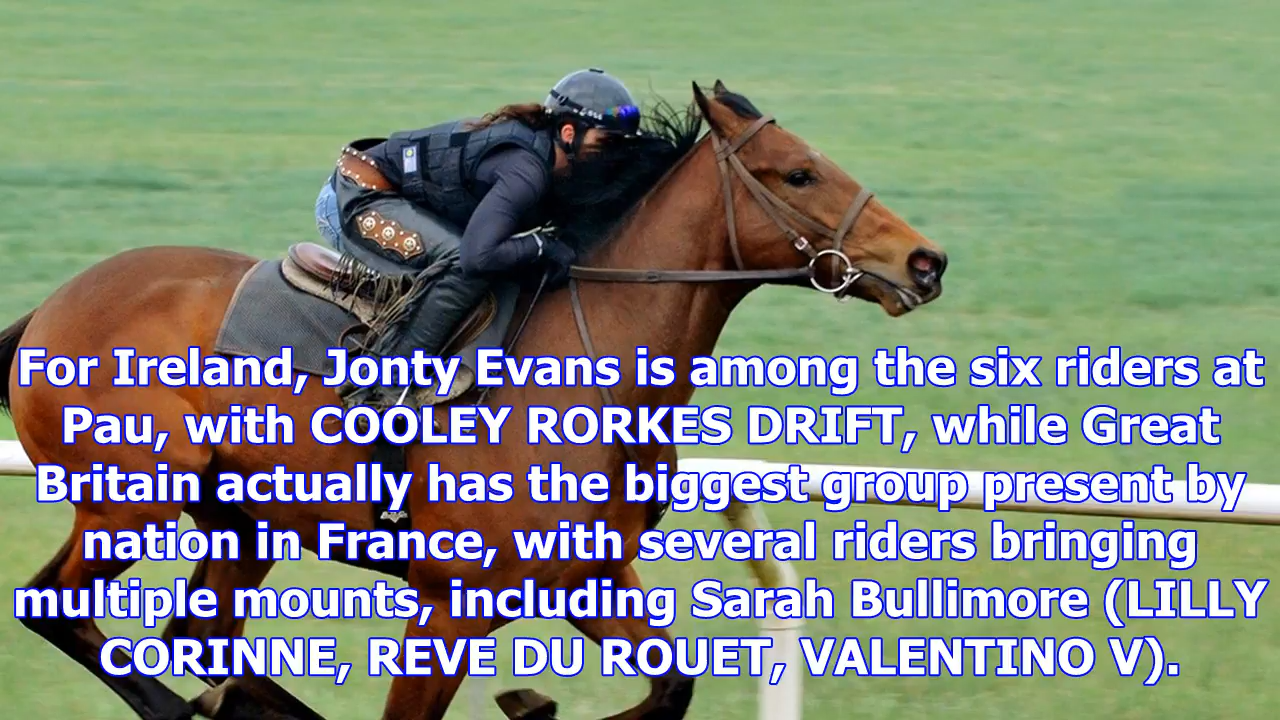 For Ireland, Jonty Evans is among the six riders at
Pau, with COOLEY RORKES DRIFT, while Great
Britain actually has the biggest group present by
nation in France, with several riders bringing
multiple mounts, including Sarah Bullimore (LILLY
CORINNE, REVE DU ROUET, VALENTINO V).